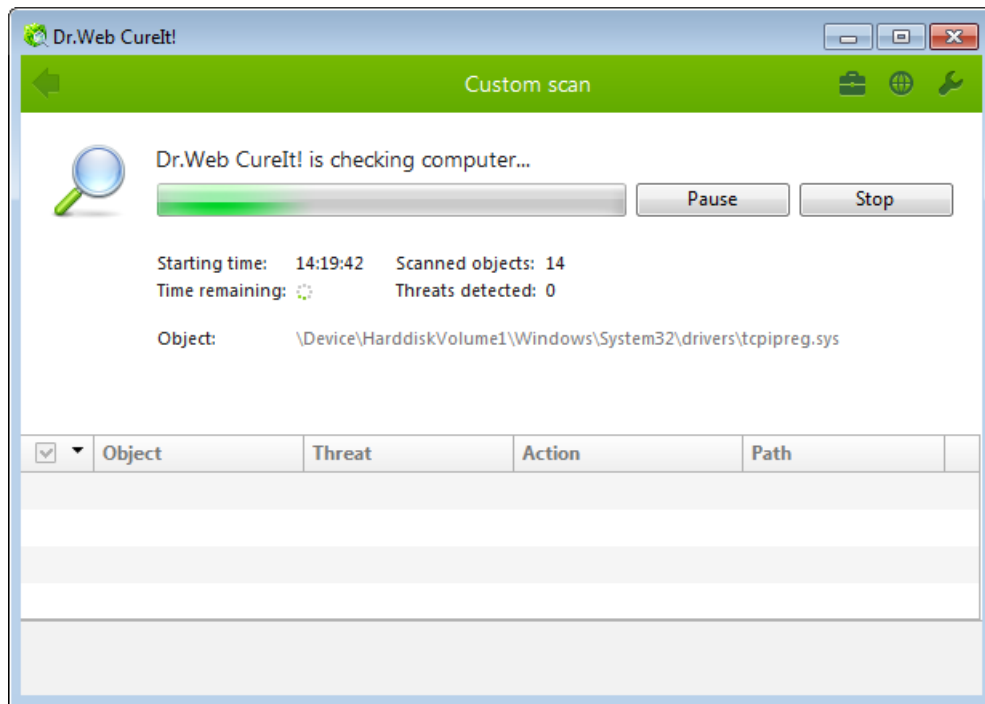 Dr.Web CureIt!
Custom scan
Dr.Web CureIt! is checking computer...
Pause Stop
Starting time: 14:19:42 Scanned objects: 14
Time remaining: Threats detected: 0
Object: \Device\HarddiskVolume1\Windows\System32\drivers\tcpipreg.sys
Object Threat Action Path